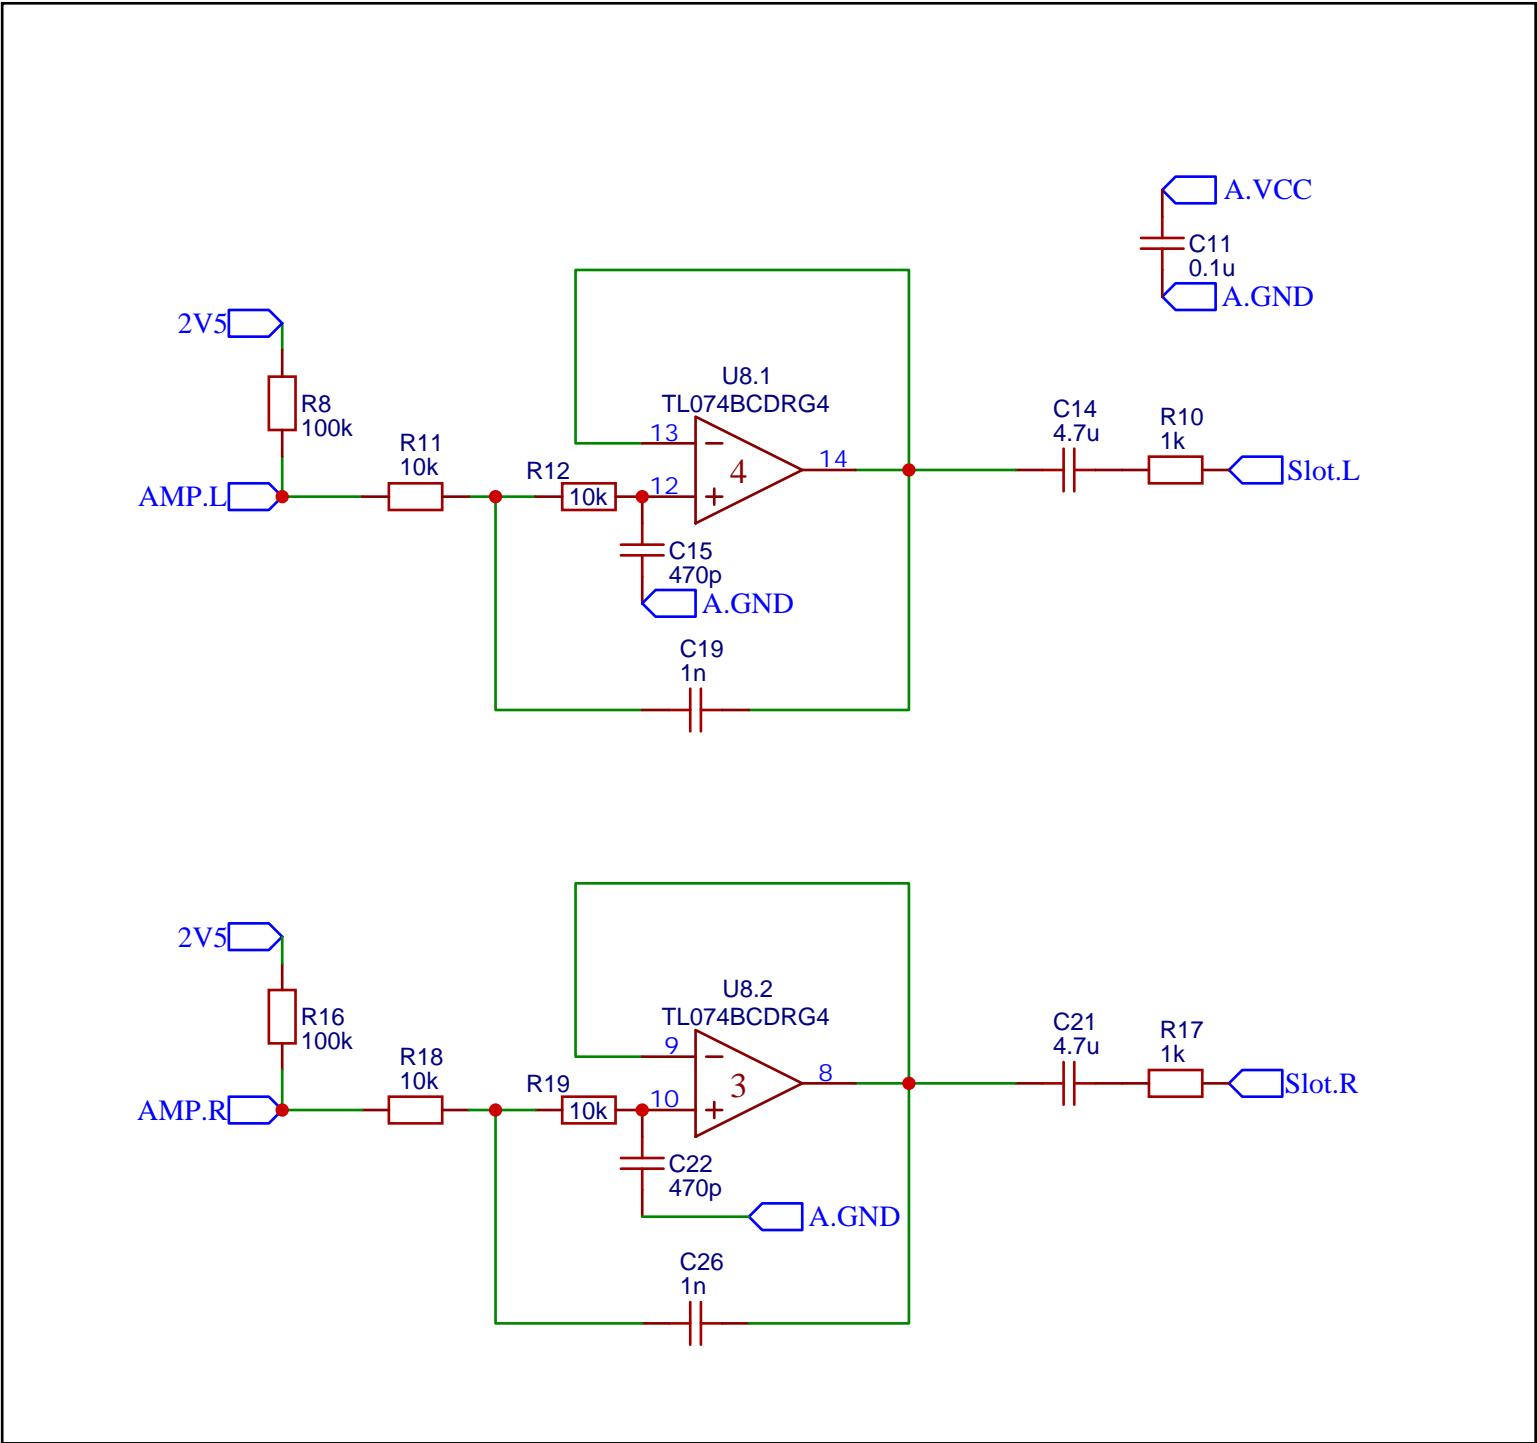 A.VCC
C11
0.1u
A.GND
2V5
R8
100k
AMP.L
R11
10k
R12
10k
U8.1
TL074BCDRG4
13
12
4
14
C15
470p
A.GND
C19
1n
C14
4.7u
R10
1k
Slot.L
2V5
R16
100k
AMP.R
R18
10k
R19
10k
U8.2
TL074BCDRG4
9
10
3
8
C22
470p
A.GND
C26
1n
C21
4.7u
R17
1k
Slot.R